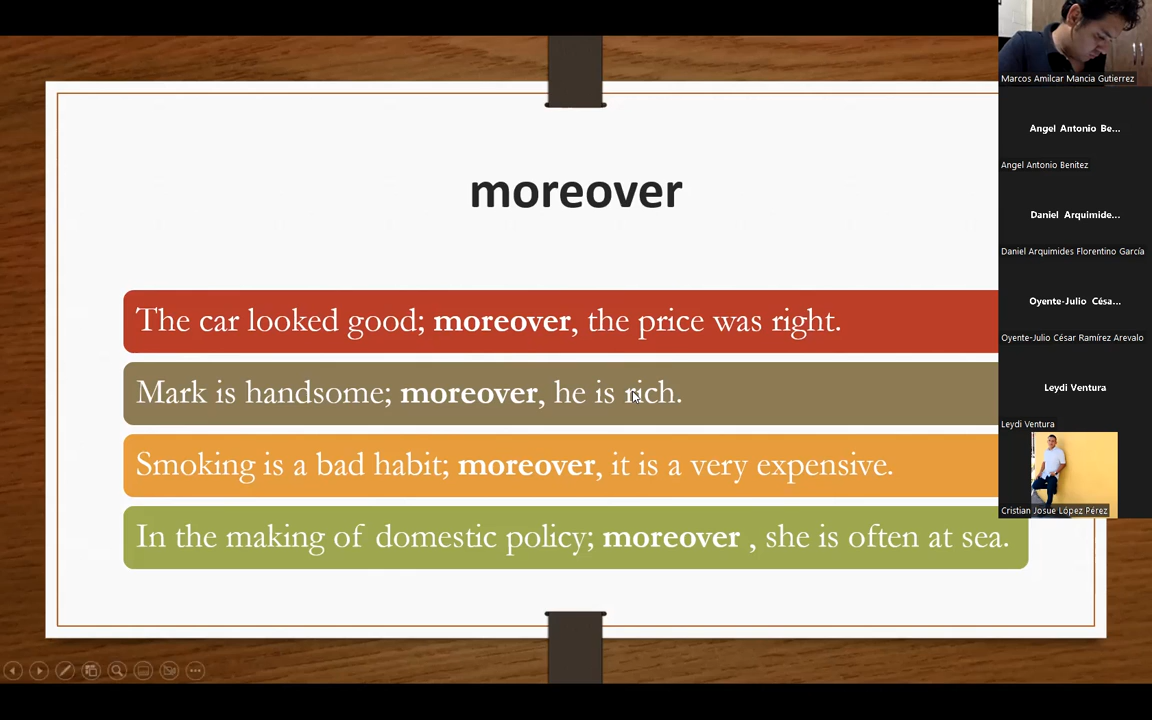 moreover
The car looked good; moreover, the price was right.
Mark is handsome; moreover, he is rich.
Smoking is a bad habit; moreover, it is a very expensive.
In the making of domestic policy; moreover , she is often at sea.
Marcos Amilcar Mancia Gutierrez
Angel Antonio Be...
Angel Antonio Benitez
Daniel Arquimide...
Daniel Arquimides Florentino García
Oyente-Julio Césa...
Oyente-Julio César Ramírez Arevalo
Leydi Ventura
Leydi Ventura
Cristian Josue López Pérez